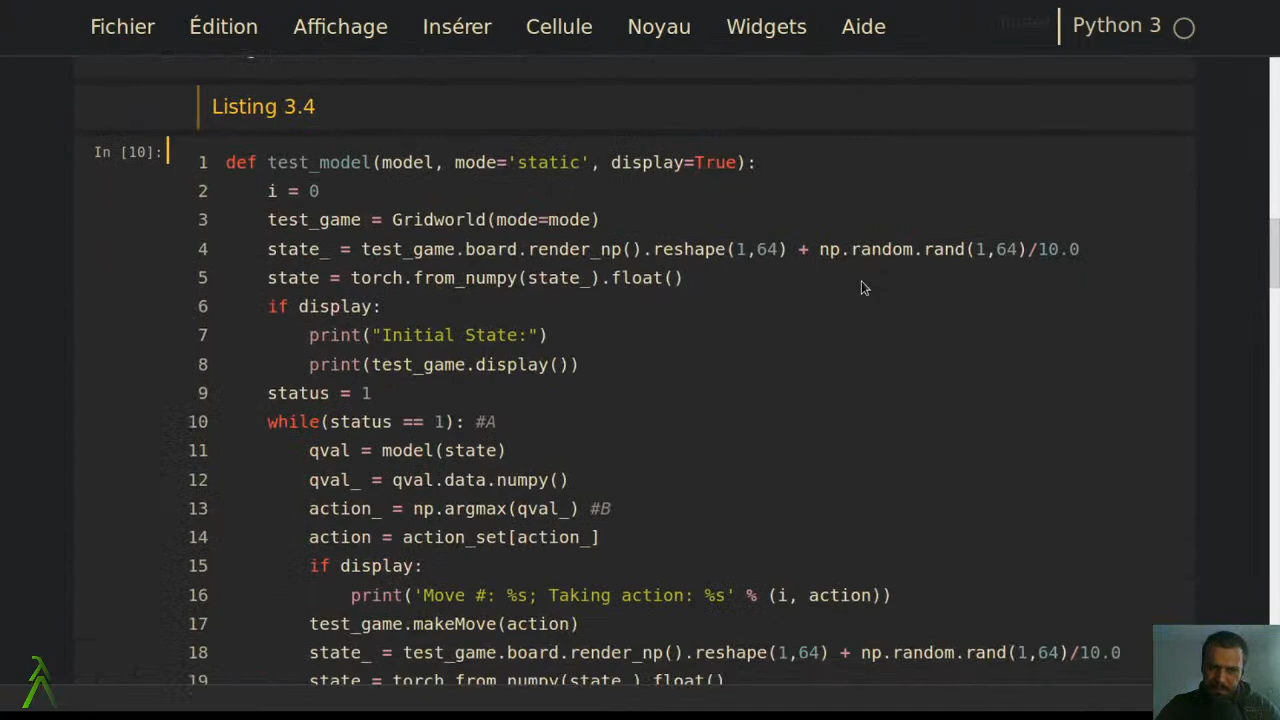 Fichier Édition Affichage Insérer Cellule Noyau Widgets Aide Python 3
Listing 3.4
In [10]:
1 def test_model(model, mode='static', display=True):
2 i = 0
3 test_game = Gridworld(mode=mode)
4 state_ = test_game.board.render_np().reshape(1,64) + np.random.rand(1,64)/10.0
5 state = torch.from_numpy(state_).float()
6 if display:
7 print("Initial State:")
8 print(test_game.display())
9 status = 1
10 while(status == 1): #A
11 qval = model(state)
12 qval_ = qval.data.numpy()
13 action_ = np.argmax(qval_) #B
14 action = action_set[action_]
15 if display:
16 print('Move #: %s; Taking action: %s' % (i, action))
17 test_game.makeMove(action)
18 state_ = test_game.board.render_np().reshape(1,64) + np.random.rand(1,64)/10.0
19 state = torch.from_numpy(state_).float()